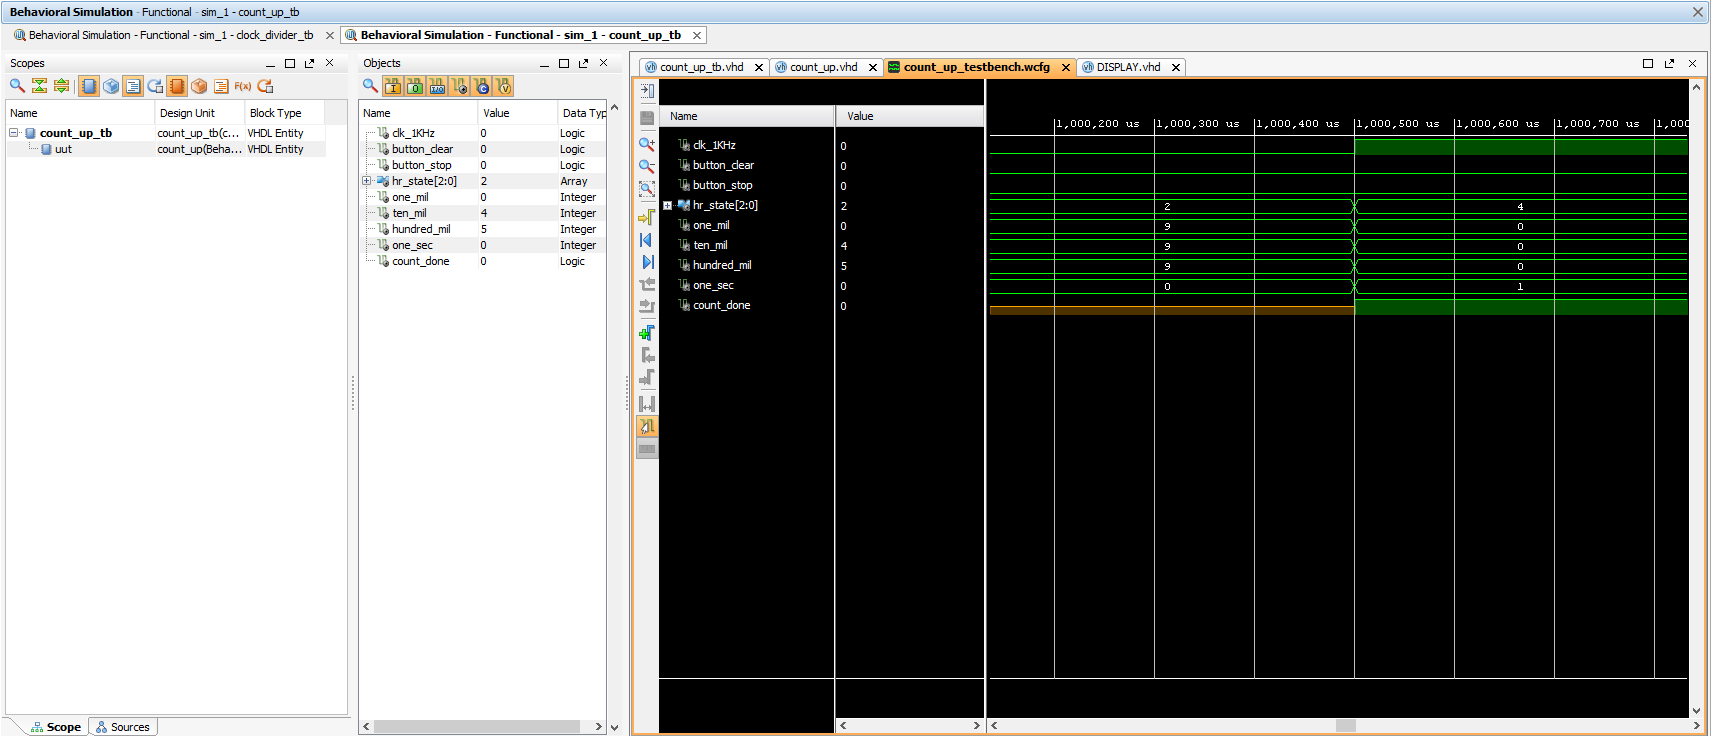 Behavioral Simulation - Functional - sim_1 - count_up_tb
Behavioral Simulation - Functional - sim_1 - clock_divider_tb
Behavioral Simulation - Functional - sim_1 - count_up_tb
Scopes
Name Design Unit Block Type
count_up_tb count_up_tb(c... VHDL Entity
uut count_up(Beha... VHDL Entity
Scope Sources
Objects
Name Value Data Typ
clk_1KHz 0 Logic
button_clear 0 Logic
button_stop 0 Logic
hr_state[2:0] 2 Array
one_mil 0 Integer
ten_mil 4 Integer
hundred_mil 5 Integer
one_sec 0 Integer
count_done 0 Logic
count_up_tb.vhd count_up.vhd count_up_testbench.wcfg DISPLAY.vhd
Name Value
1,000,200 us 1,000,300 us 1,000,400 us 1,000,500 us 1,000,600 us 1,000,700 us 1,000
clk_1KHz 0
button_clear 0
button_stop 0
hr_state[2:0] 2 2 4
one_mil 0 9 0
ten_mil 4 9 0
hundred_mil 5 9 0
one_sec 0 0 1
count_done 0